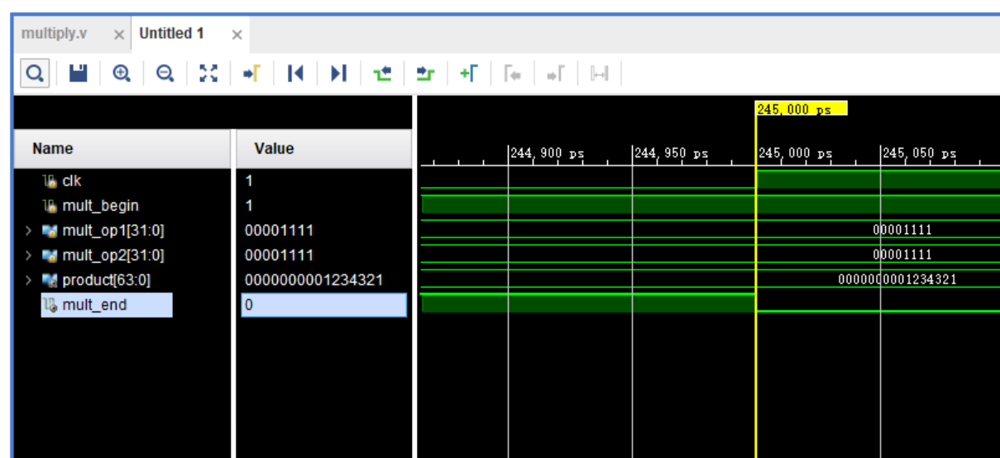 multiply.v × Untitled 1 ×
245,000 ps
Name Value 244,900 ps 244,950 ps 245,000 ps 245,050 ps
clk 1
mult_begin 1
mult_op1[31:0] 00001111 00001111
mult_op2[31:0] 00001111 00001111
product[63:0] 0000000001234321 0000000001234321
mult_end 0